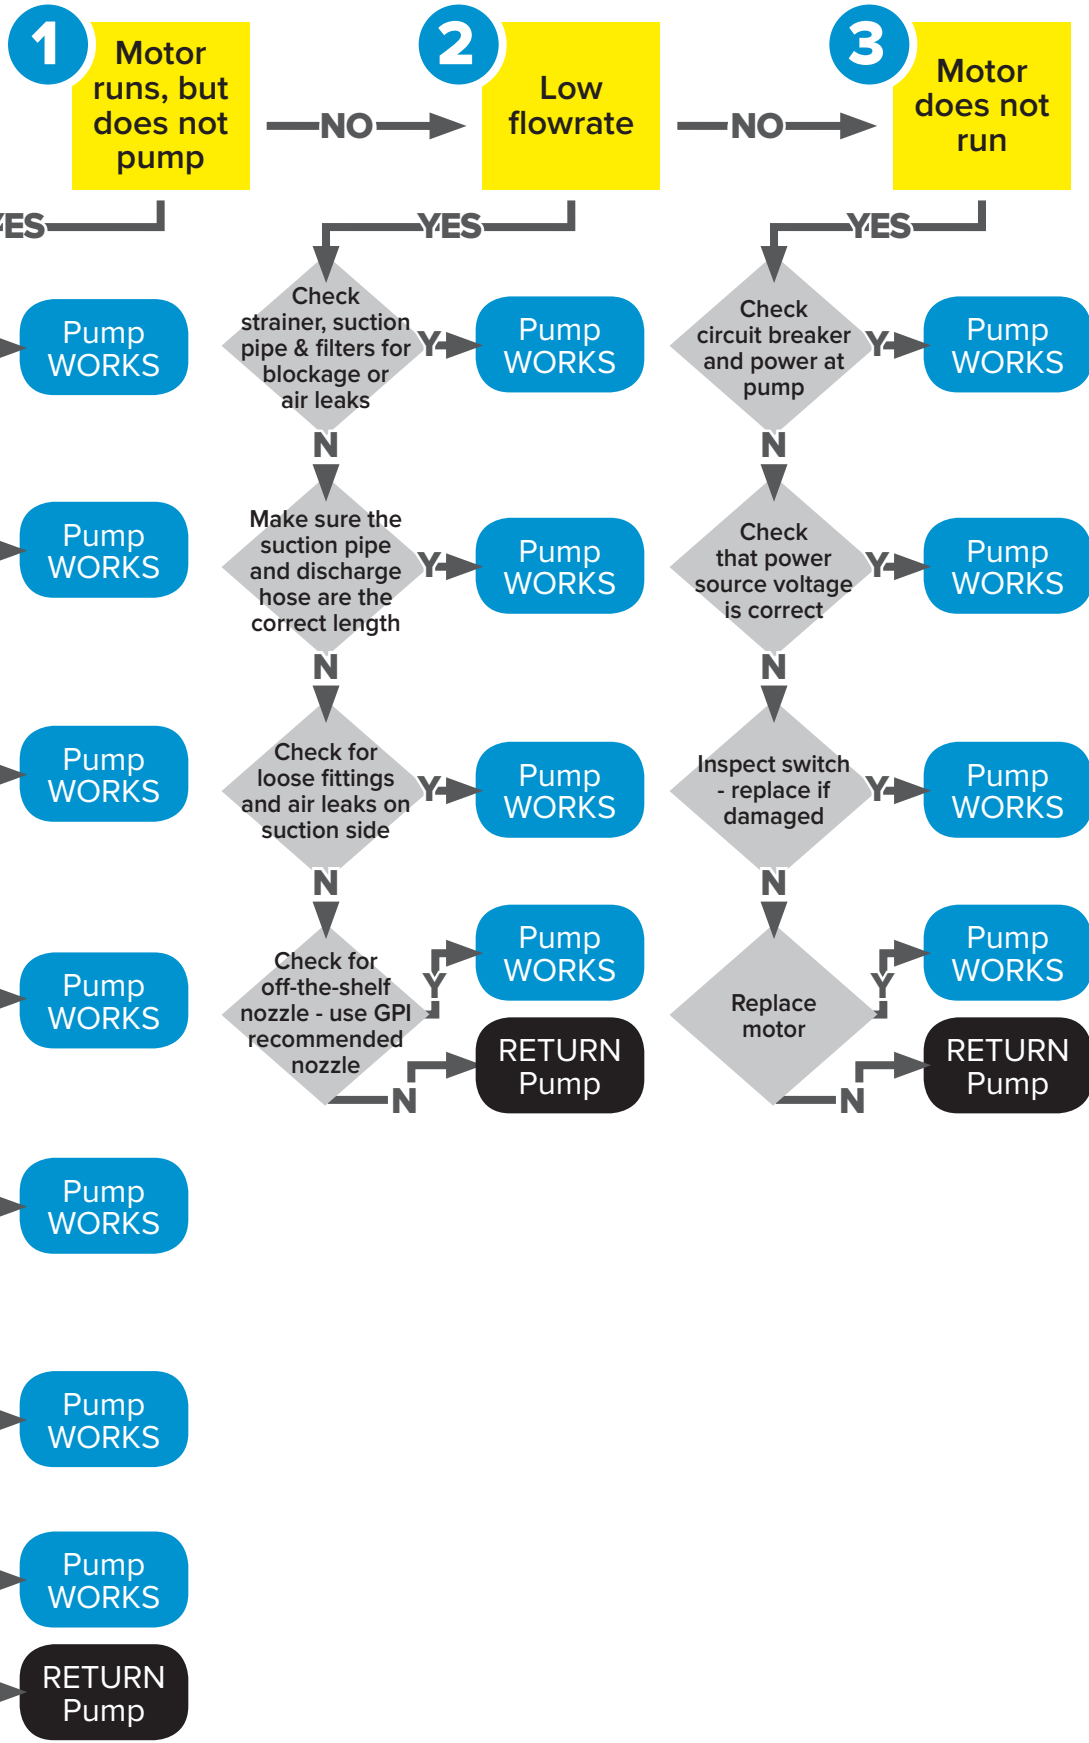 1
Motor
runs, but
does not
pump
NO
2
Low
flowrate
NO
3
Motor
does not
run
YES
YES
YES
Pump
WORKS
Check
strainer, suction
pipe & filters for
blockage or
air leaks
Y
Pump
WORKS
Check
circuit breaker
and power at
pump
Y
Pump
WORKS
N
N
Pump
WORKS
Make sure the
suction pipe
and discharge
hose are the
correct length
Y
Pump
WORKS
Check
that power
source voltage
is correct
Y
Pump
WORKS
N
N
Pump
WORKS
Check for
loose fittings
and air leaks on
suction side
Y
Pump
WORKS
Inspect switch
- replace if
damaged
Y
Pump
WORKS
N
N
Pump
WORKS
Check for
off-the-shelf
nozzle - use GPI
recommended
nozzle
Y
Pump
WORKS
N
RETURN
Pump
Replace
motor
Y
Pump
WORKS
N
RETURN
Pump
Pump
WORKS
Pump
WORKS
Pump
WORKS
RETURN
Pump